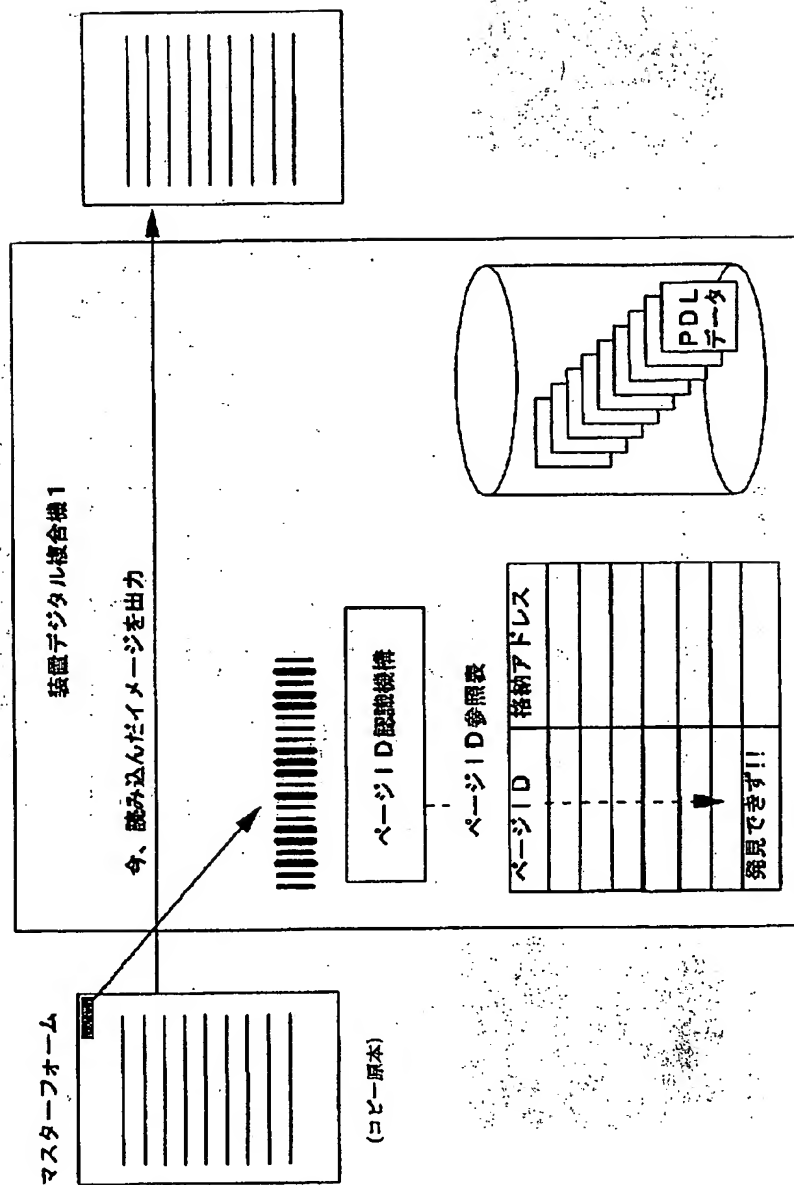 装置デジタル複合機1
今、読み込んだイメージを出力
マスターフォーム
(コピー原本)
ページID認識機構
ページID参照表
ページID
格納アドレス
発見できず!!
PDL
データ